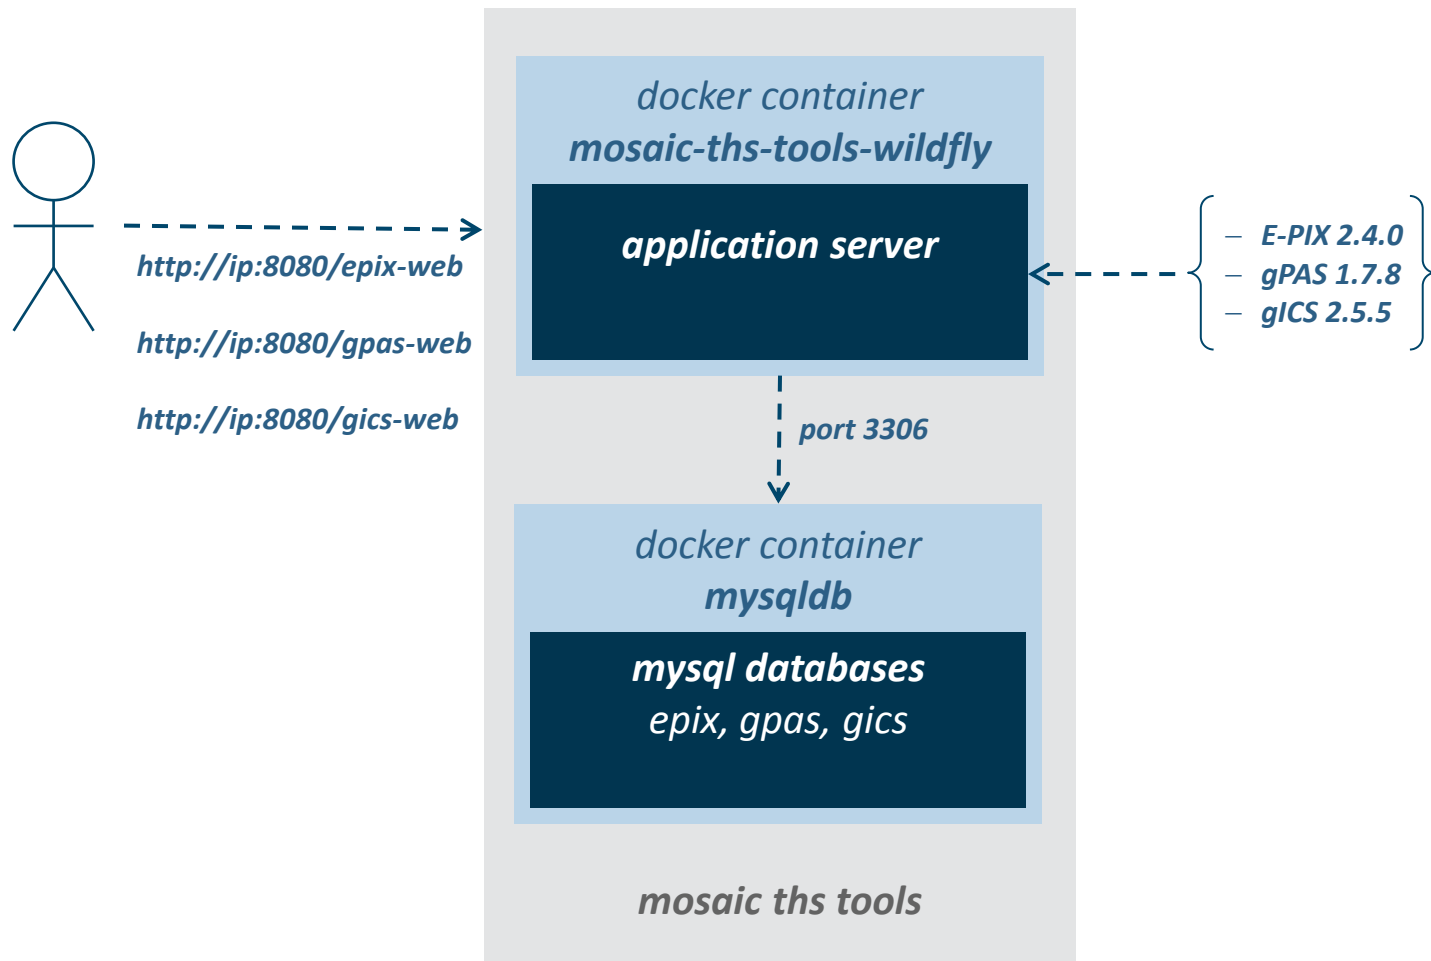 docker container
mosaic-ths-tools-wildfly
application server
http://ip:8080/epix-web
http://ip:8080/gpas-web
http://ip:8080/gics-web
– E-PIX 2.4.0
– gPAS 1.7.8
– gICS 2.5.5
port 3306
docker container
mysqldb
mysql databases
epix, gpas, gics
mosaic ths tools